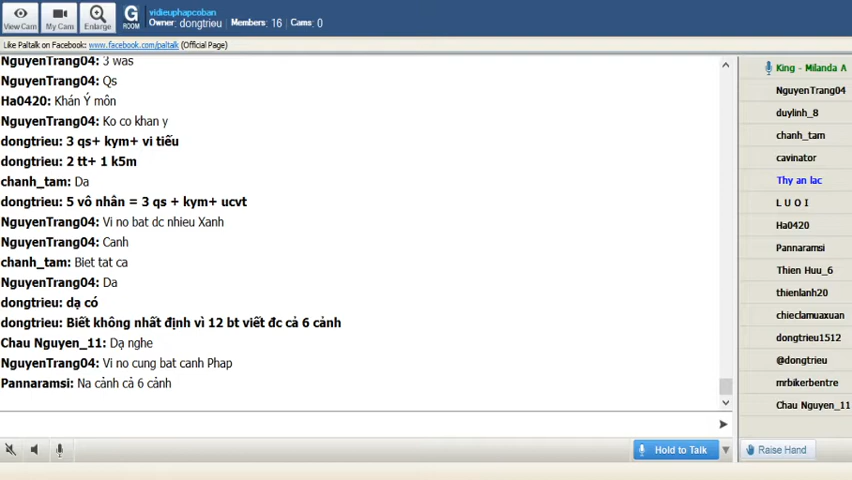 vidieuphapcoban
Owner: dongtrieu Members: 16 Cams: 0
View Cam My Cam Enlarge G ROOM
Like Paltalk on Facebook: www.facebook.com/paltalk (Official Page)
NguyenTrang04: 3 was
NguyenTrang04: Qs
Ha0420: Khán Ý môn
NguyenTrang04: Ko co khan y
dongtrieu: 3 qs+ kym+ vi tiếu
dongtrieu: 2 tt+ 1 k5m
chanh_tam: Da
dongtrieu: 5 vô nhân = 3 qs + kym+ ucvt
NguyenTrang04: Vi no bat dc nhieu Xanh
NguyenTrang04: Canh
chanh_tam: Biet tat ca
NguyenTrang04: Da
dongtrieu: dạ có
dongtrieu: Biết không nhất định vì 12 bt viết đc cả 6 cảnh
Chau Nguyen_11: Dạ nghe
NguyenTrang04: Vi no cung bat canh Phap
Pannaramsi: Na cảnh cả 6 cảnh
King - Milanda A
NguyenTrang04
duylinh_8
chanh_tam
cavinator
Thy an lac
L U O I
Ha0420
Pannaramsi
Thien Huu_6
thienlanh20
chieclamuaxuan
dongtrieu1512
@dongtrieu
mrbikerbentre
Chau Nguyen_11
Hold to Talk
Raise Hand